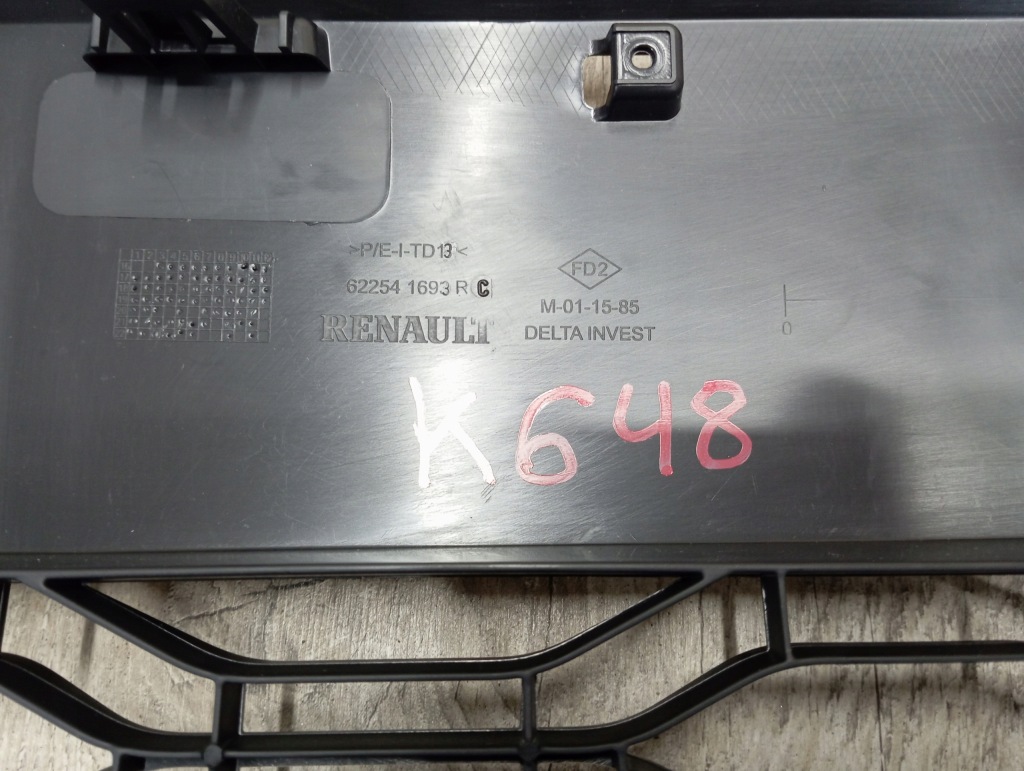 >P/E-I-TD13<
62254 1693 R C
RENAULT
FD2
M-01-15-85
DELTA INVEST
0
K648